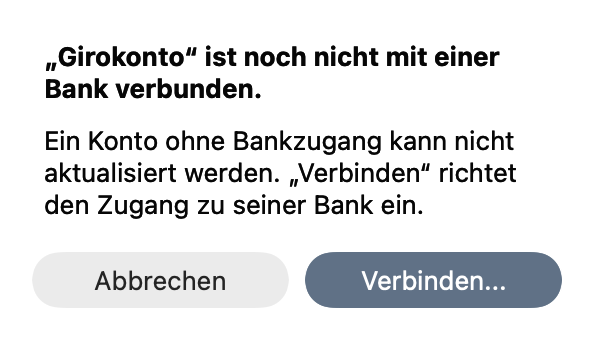 „Girokonto“ ist noch nicht mit einer
Bank verbunden.
Ein Konto ohne Bankzugang kann nicht
aktualisiert werden. „Verbinden“ richtet
den Zugang zu seiner Bank ein.
Abbrechen
Verbinden...